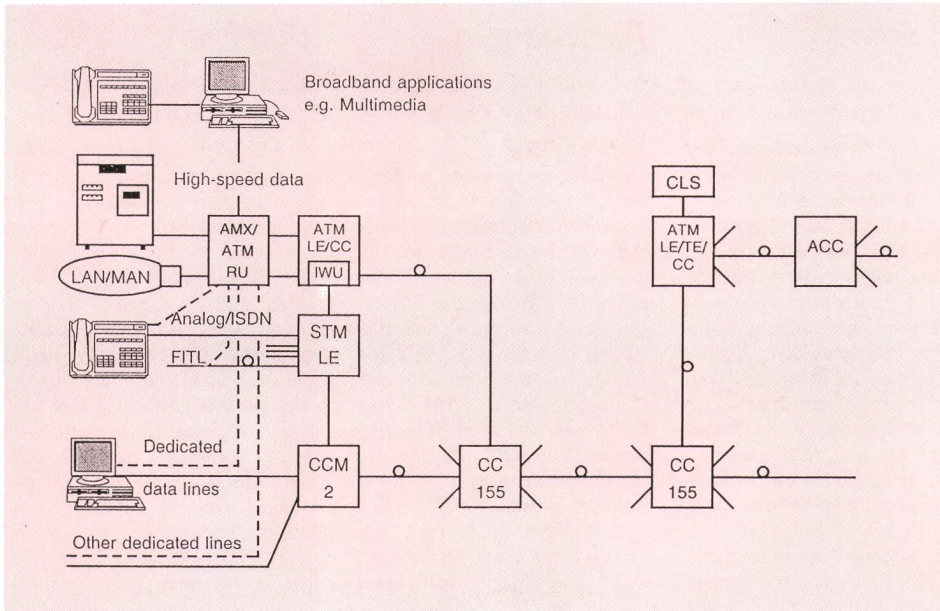 Broadband applications
e.g. Multimedia
High-speed data
AMX/
ATM
RU
ATM
LE/CC
IWU
LAN/MAN
CLS
ATM
LE/TE/
CC
ACC
Analog/ISDN
STM
LE
FITL
Dedicated
data lines
CCM
2
CC
155
CC
155
Other dedicated lines